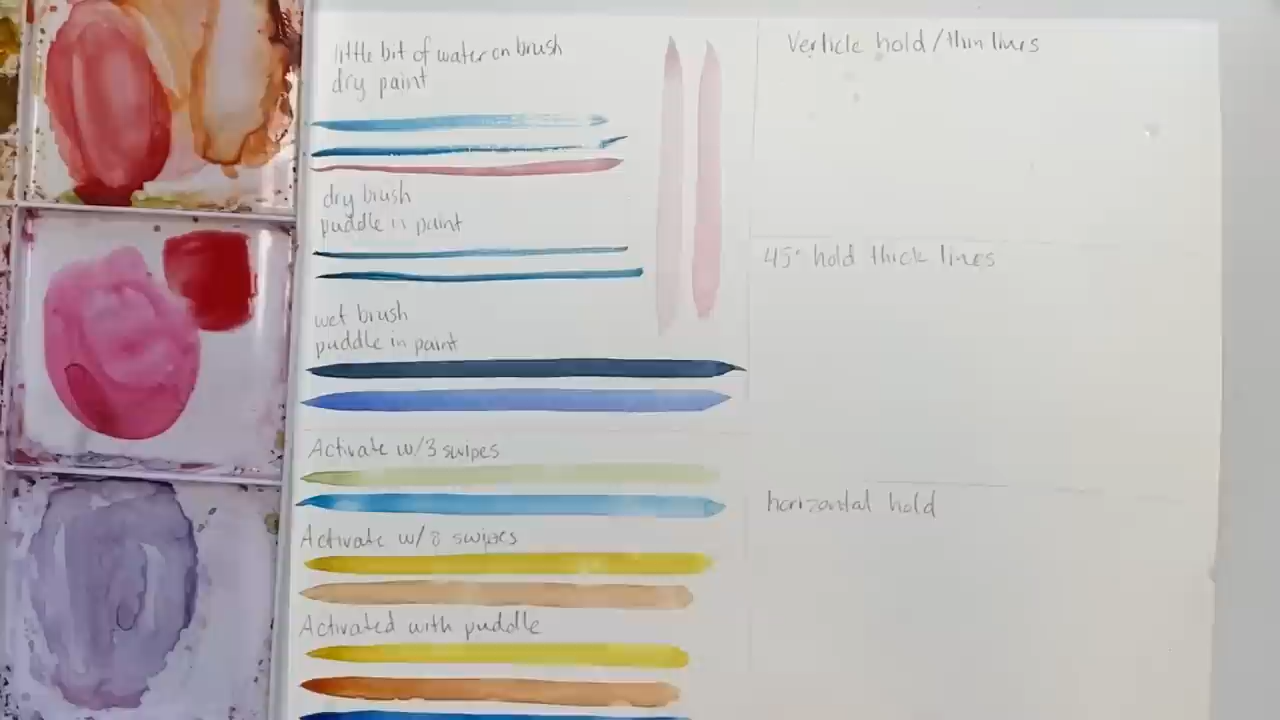 little bit of water on brush
dry paint
dry brush
puddle in paint
wet brush
puddle in paint
Activate w/3 swipes
Activate w/8 swipes
Activated with puddle
Verticle hold/thin lines
45° hold thick lines
horizontal hold